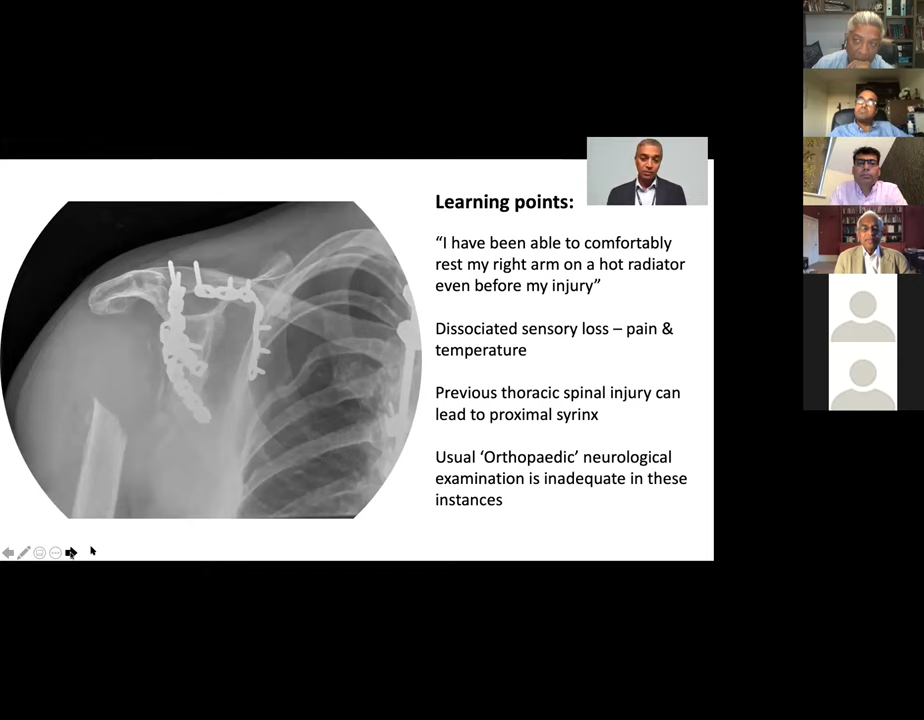 Learning points:
“I have been able to comfortably
rest my right arm on a hot radiator
even before my injury”
Dissociated sensory loss – pain &
temperature
Previous thoracic spinal injury can
lead to proximal syrinx
Usual ‘Orthopaedic’ neurological
examination is inadequate in these
instances